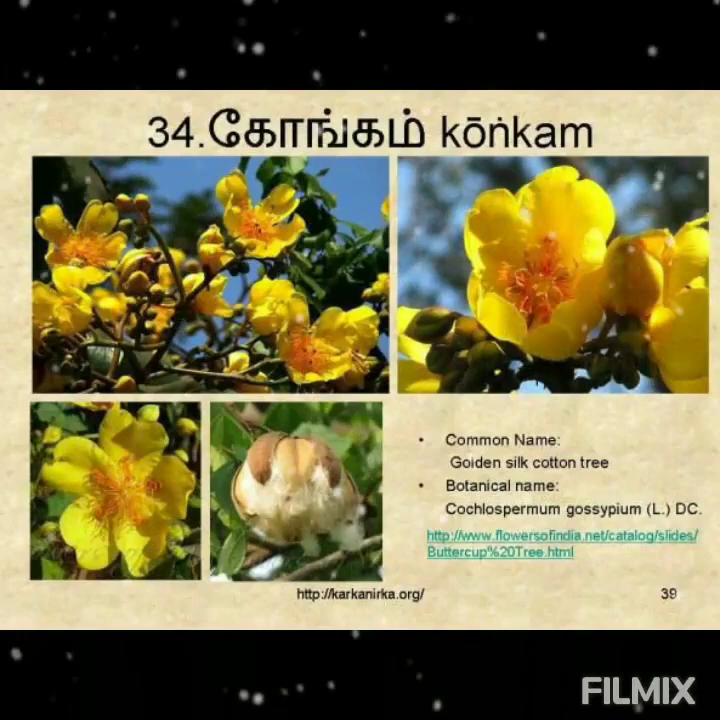 34.கோங்கம் kōṅkam
• Common Name:
Golden silk cotton tree
• Botanical name:
Cochlospermum gossypium (L.) DC.
http://www.flowersofindia.net/catalog/slides/
Buttercup%20Tree.html
http://karkanirka.org/
39
FILMIX